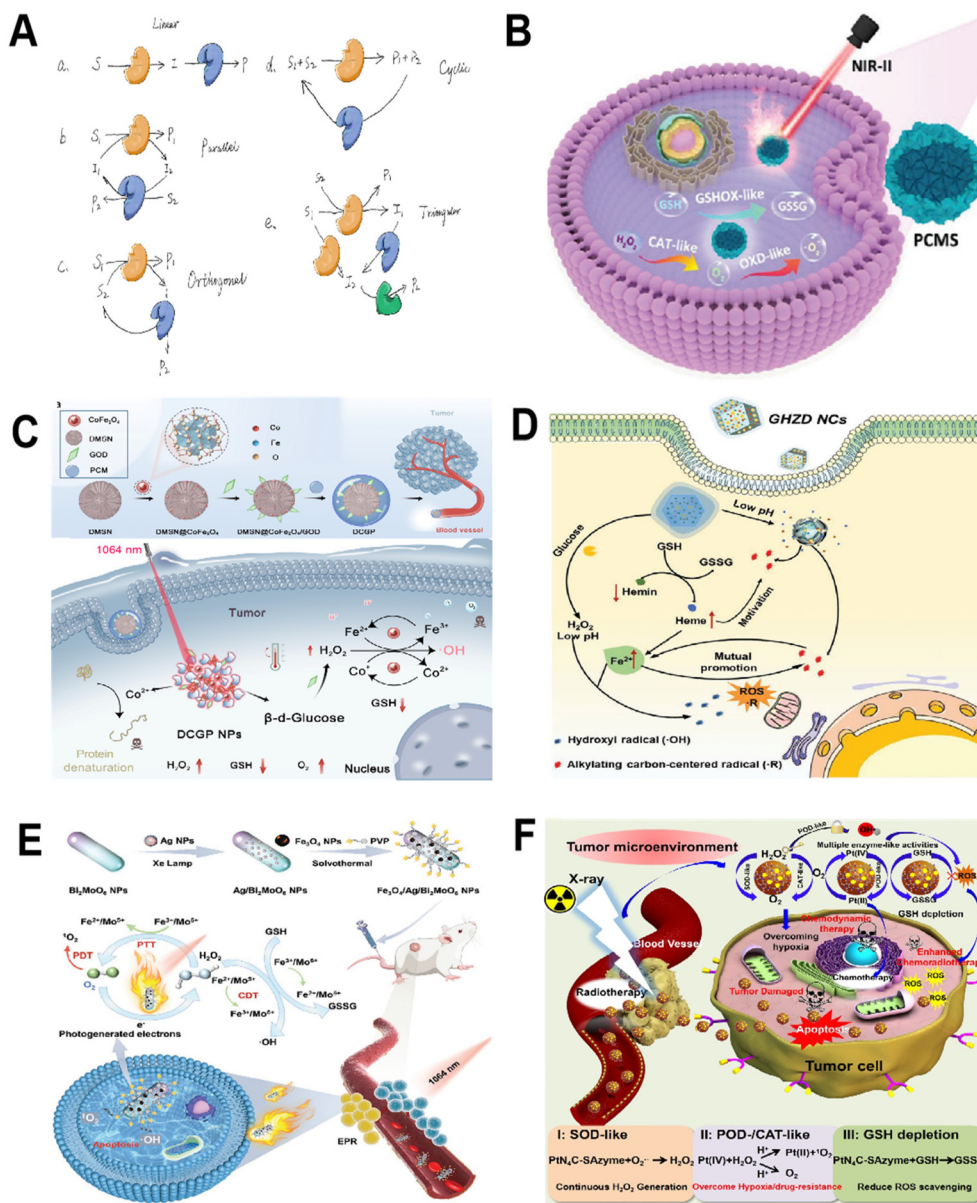 A
Linear
a. S I P
b S₁ P₁
I₁ I₂
P₂ S₂
Parallel
c. S₁ P₁
S₂
Orthogonal
P₂
d. S₁+S₂ P₁+P₂
Cyclic
S₂ P₁
e. S₁ I₁
Triangular
I₂ P₂
B
NIR-II
PCMS
GSH GSHOX-like GSSG
H₂O₂ CAT-like O₂ OXD-like
C
CoFe₂O₄
DMSN
GOD
PCM
Co
Fe
O
Tumor
Blood vessel
DMSN DMSN@CoFe₂O₄ DMSN@CoFe₂O₄/GOD DCGP
1064 nm
Tumor
Fe²⁺ Fe³⁺
H₂O₂ ·OH
Co Co²⁺
GSH
Co²⁺
DCGP NPs
β-d-Glucose
Protein
denaturation
H₂O₂ GSH O₂
Nucleus
D
GHZD NCs
Low pH
Glucose
GSH
GSSG
Hemin
Heme
Motivation
H₂O₂
Low pH
Fe²⁺
Mutual
promotion
ROS
·R
Hydroxyl radical (·OH)
Alkylating carbon-centered radical (·R)
E
Ag NPs
Xe Lamp
Fe₃O₄ NPs PVP
Solvothermal
Bi₂MoO₆ NPs Ag/Bi₂MoO₆ NPs Fe₃O₄/Ag/Bi₂MoO₆ NPs
Fe²⁺/Mo⁵⁺ Fe³⁺/Mo⁶⁺
¹O₂
PDT
O₂
PTT
H₂O₂
GSH
Fe³⁺/Mo⁶⁺
Fe²⁺/Mo⁵⁺
CDT
Fe³⁺/Mo⁶⁺
Fe²⁺/Mo⁵⁺
GSSG
e⁻
Photogenerated electrons
·OH
1064 nm
¹O₂
Apoptosis ·OH
EPR
F
Tumor microenvironment
X-ray
Blood Vessel
Radiotherapy
POD-like
Multiple enzyme-like activities
H₂O₂
SOD-like CAT-like
O₂
O₂
Pt(IV)
POD-like
Pt(II)
GSH
GSSG
GSH depletion
ROS
Overcoming
hypoxia
Chemodynamic
therapy
Chemotherapy
Enhanced
Chemoradiotherapy
ROS
ROS
ROS
Tumor Damaged
Apoptosis
Tumor cell
I: SOD-like
PtN₄C-SAzyme+O₂⁻ → H₂O₂
Continuous H₂O₂ Generation
II: POD-/CAT-like
Pt(IV)+H₂O₂ H⁺ Pt(II)+¹O₂
H⁺ O₂
Overcome Hypoxia/drug-resistance
III: GSH depletion
PtN₄C-SAzyme+GSH→GSS
Reduce ROS scavenging